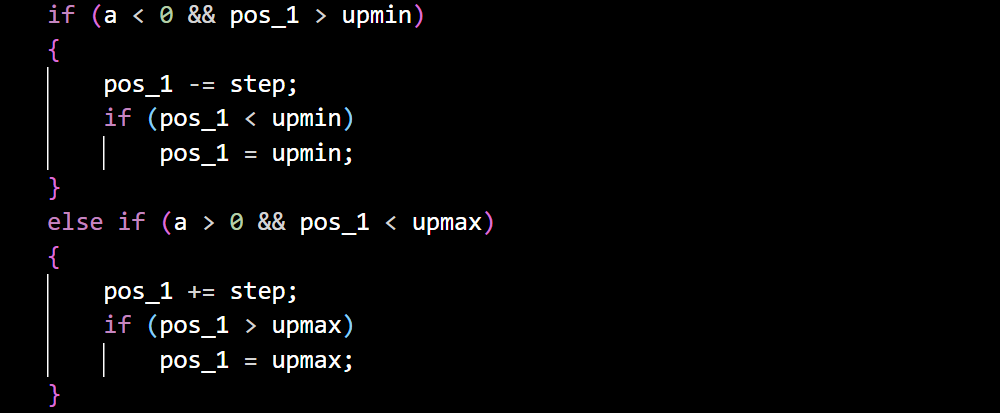 if (a < 0 && pos_1 > upmin)
{
    pos_1 -= step;
    if (pos_1 < upmin)
        pos_1 = upmin;
}
else if (a > 0 && pos_1 < upmax)
{
    pos_1 += step;
    if (pos_1 > upmax)
        pos_1 = upmax;
}